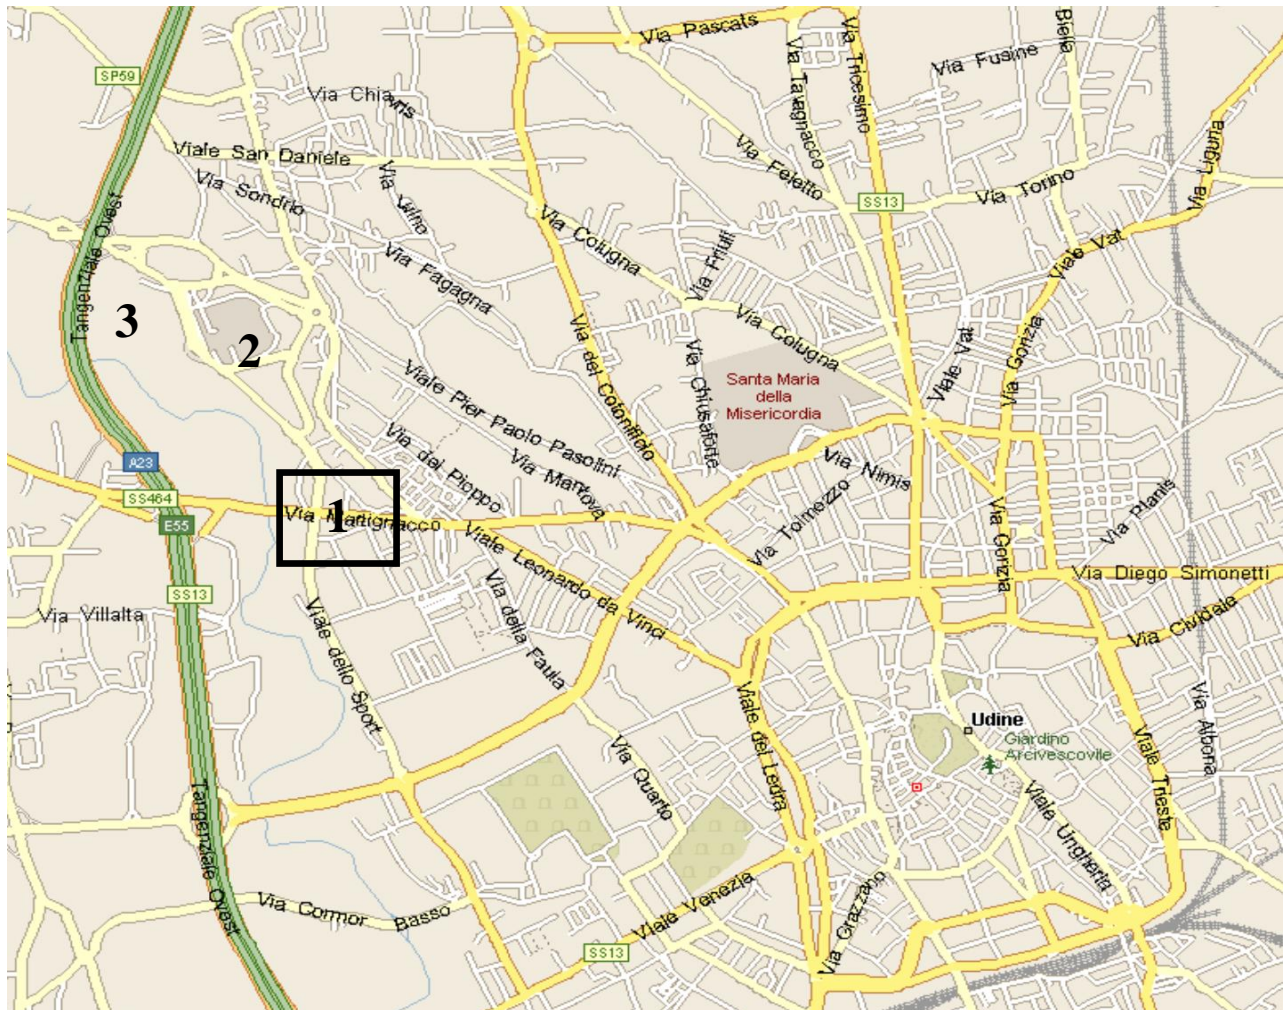 Via Pascats
Via Tricesimo
Via Tavagnacco
Via Fusine
Biele
SP59
Via Chiavris
Viale San Daniele
Via Sondrio
Via Wilno
Via Feletto
Via Torino
Via Liguna
SS13
Viale Vat
Via Colugna
Via Friuli
Via Fagagna
Tangenziale Ovest
3
2
Via del Cotonificio
Via Colugna
Via Gorizia
Viale Vat
Via Chiusaforte
Santa Maria
della
Misericordia
Viale Pier Paolo Pasolini
Via del Pioppo
Via Mantova
Via Nimis
Via Tolmezzo
Via Planis
A23
SS464
E55
1
Via Martignacco
Viale Leonardo da Vinci
Via Gorizia
Via Diego Simonetti
Via Cividale
SS13
Via Villalta
Viale dello Sport
Via della Faula
Viale del Ledra
Via Quarto
Udine
Giardino
Arcivescovile
Via Albona
Viale Trieste
Viale Ungheria
Tangenziale Ovest
Via Cormor Basso
Viale Venezia
Via Grazzano
SS13